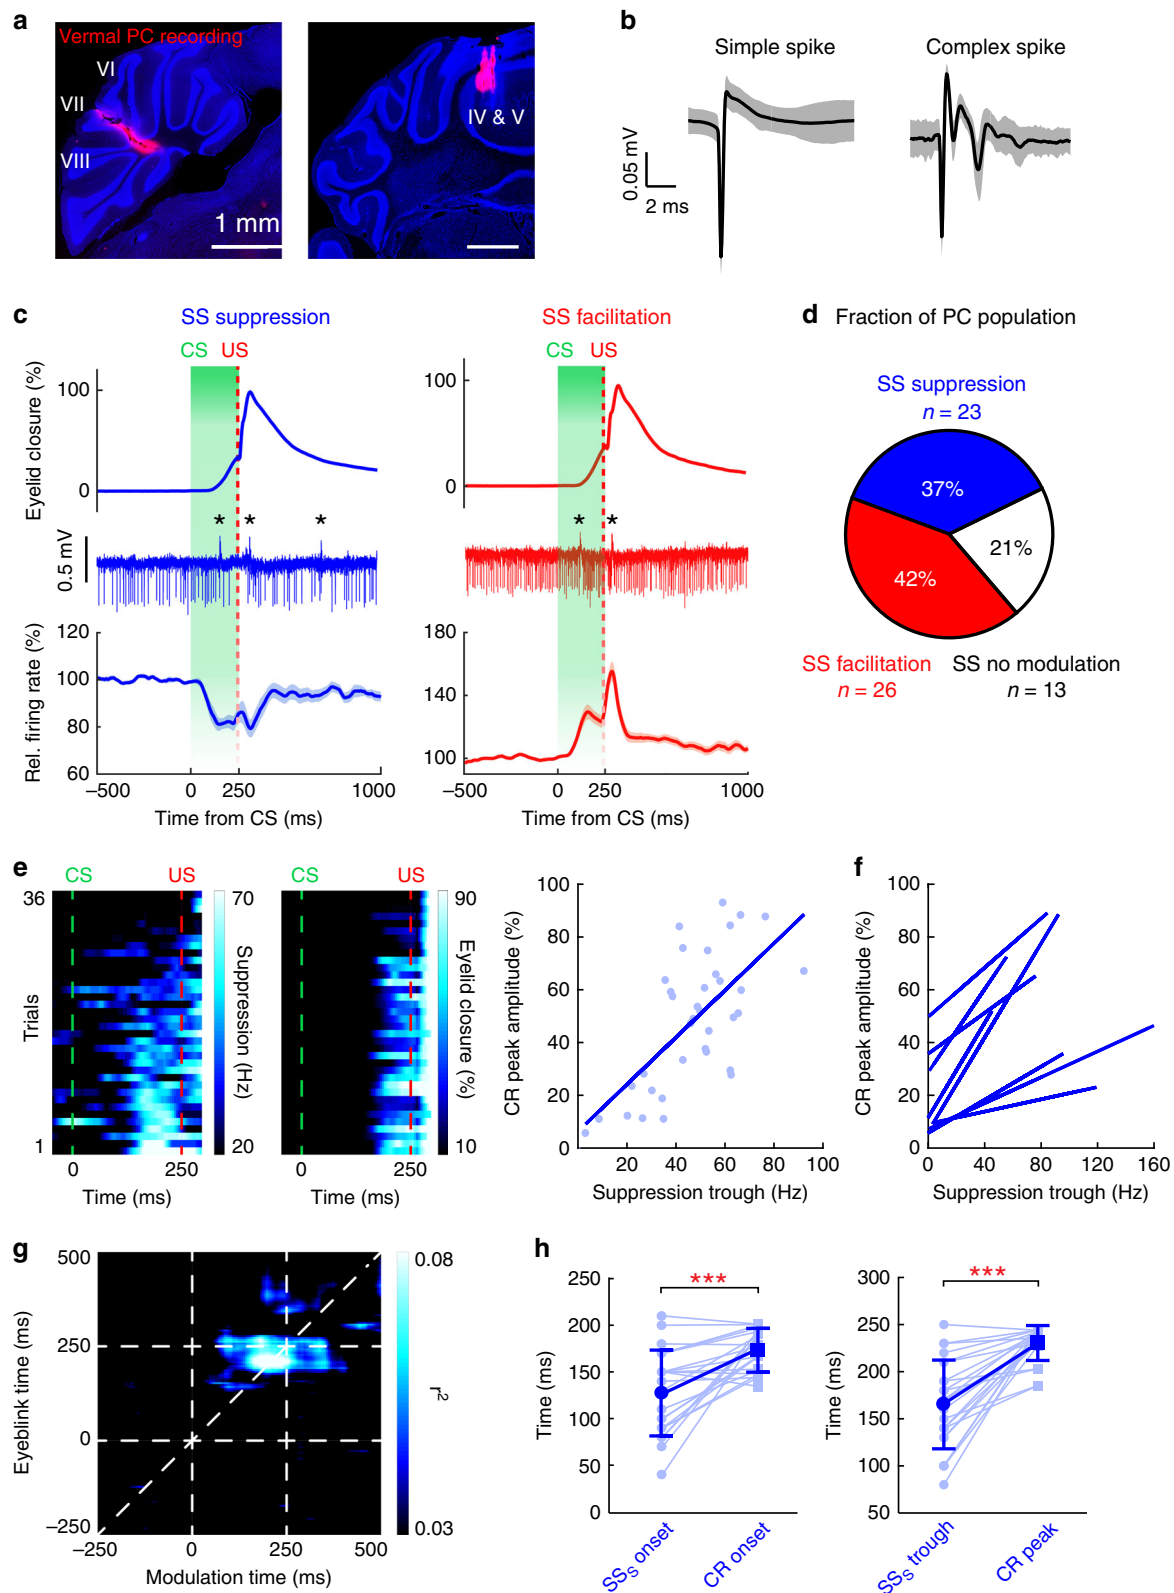 a
Vermal PC recording
VI
VII
VIII
1 mm
IV & V
b
Simple spike
Complex spike
0.05 mV
2 ms
c
SS suppression
SS facilitation
CS
US
CS
US
Eyelid closure (%)
100
0
100
0
*
*
*
*
*
0.5 mV
Rel. firing rate (%)
120
100
80
60
180
140
100
–500
0
250
1000
–500
0
250
1000
Time from CS (ms)
Time from CS (ms)
d
Fraction of PC population
SS suppression
n = 23
37%
21%
42%
SS facilitation
n = 26
SS no modulation
n = 13
e
CS
US
36
Trials
1
0
250
Time (ms)
70
Suppression (Hz)
20
CS
US
0
250
Time (ms)
90
Eyelid closure (%)
10
CR peak amplitude (%)
100
80
60
40
20
0
20
40
60
80
100
Suppression trough (Hz)
f
CR peak amplitude (%)
100
80
60
40
20
0
0
40
80
120
160
Suppression trough (Hz)
g
Eyeblink time (ms)
500
250
0
–250
–250
0
250
500
Modulation time (ms)
0.08
r²
0.03
h
***
Time (ms)
250
200
150
100
50
0
SSS onset
CR onset
***
Time (ms)
300
250
200
150
100
50
SSS trough
CR peak